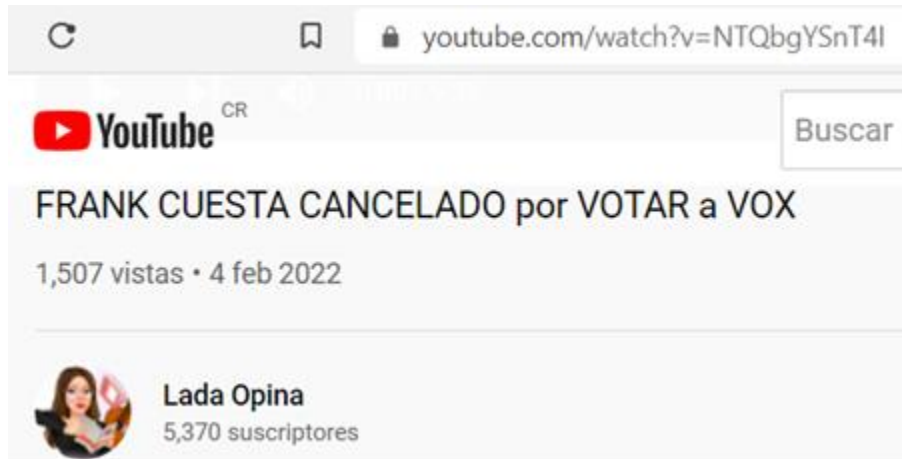 youtube.com/watch?v=NTQbgYSnT4I
YouTube CR
Buscar
FRANK CUESTA CANCELADO por VOTAR a VOX
1,507 vistas • 4 feb 2022
Lada Opina
5,370 suscriptores